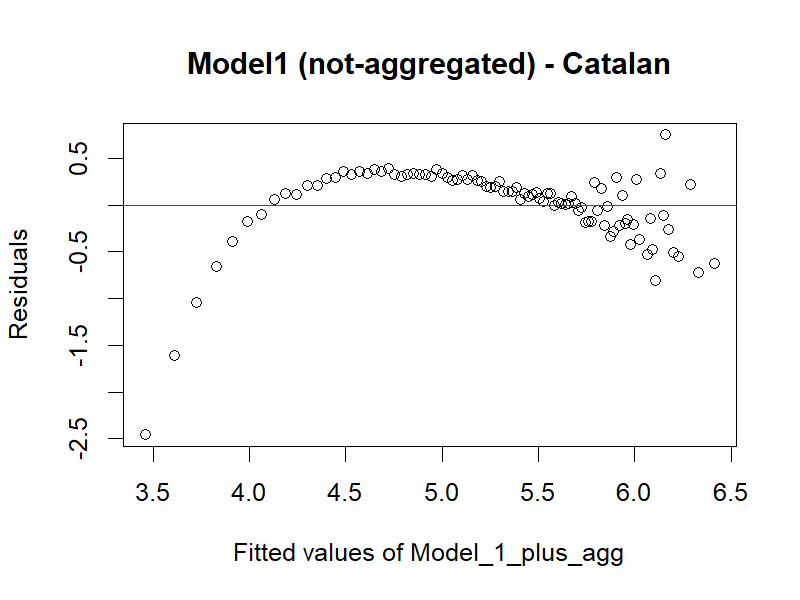 Model1 (not-aggregated) - Catalan
0.5
-0.5
-1.5
-2.5
Residuals
3.5 4.0 4.5 5.0 5.5 6.0 6.5
Fitted values of Model_1_plus_agg